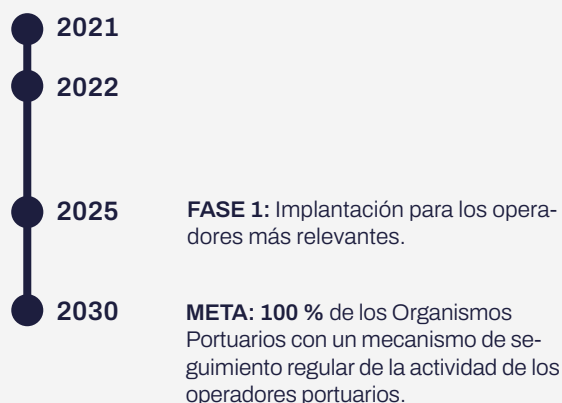 2021
2022
2025
FASE 1: Implantación para los opera-
dores más relevantes.
2030
META: 100 % de los Organismos
Portuarios con un mecanismo de se-
guimiento regular de la actividad de los
operadores portuarios.